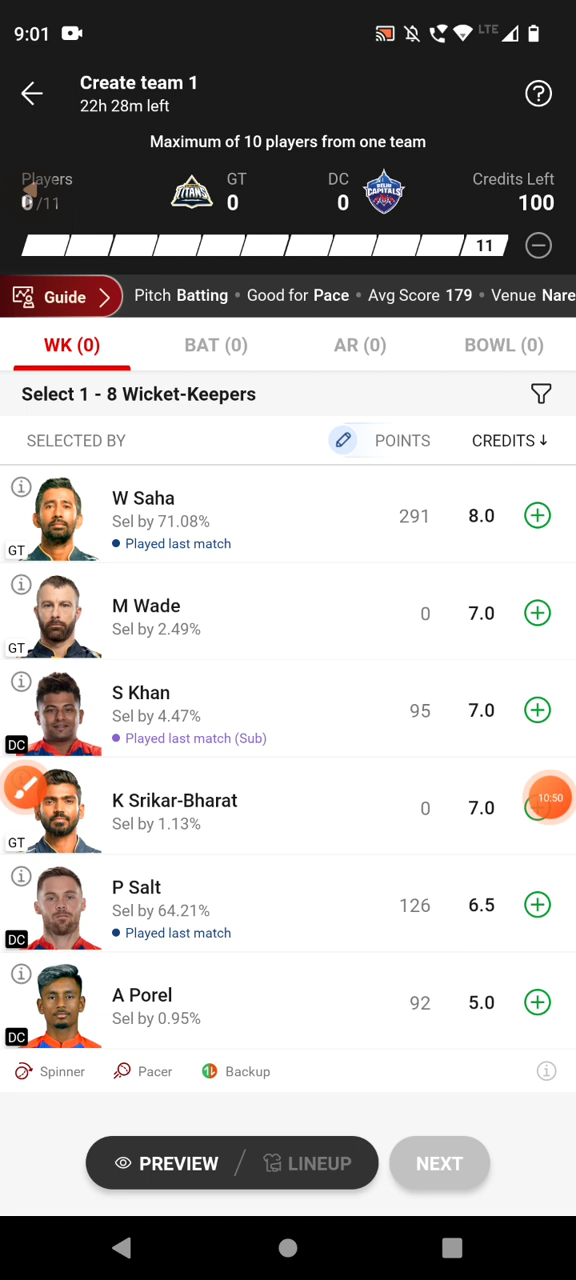 9:01
LTE
Create team 1
22h 28m left
Maximum of 10 players from one team
Players GT DC Credits Left
0/11 0 0 100
TITANS
DELHI CAPITALS
11
Guide Pitch Batting • Good for Pace • Avg Score 179 • Venue Nare
WK (0) BAT (0) AR (0) BOWL (0)
Select 1 - 8 Wicket-Keepers
SELECTED BY POINTS CREDITS ↓
W Saha
Sel by 71.08% 291 8.0
Played last match
GT
M Wade
Sel by 2.49% 0 7.0
GT
S Khan
Sel by 4.47% 95 7.0
Played last match (Sub)
DC
K Srikar-Bharat
Sel by 1.13% 0 7.0
10:50
GT
P Salt
Sel by 64.21% 126 6.5
Played last match
DC
A Porel
Sel by 0.95% 92 5.0
DC
Spinner Pacer Backup
PREVIEW / LINEUP NEXT